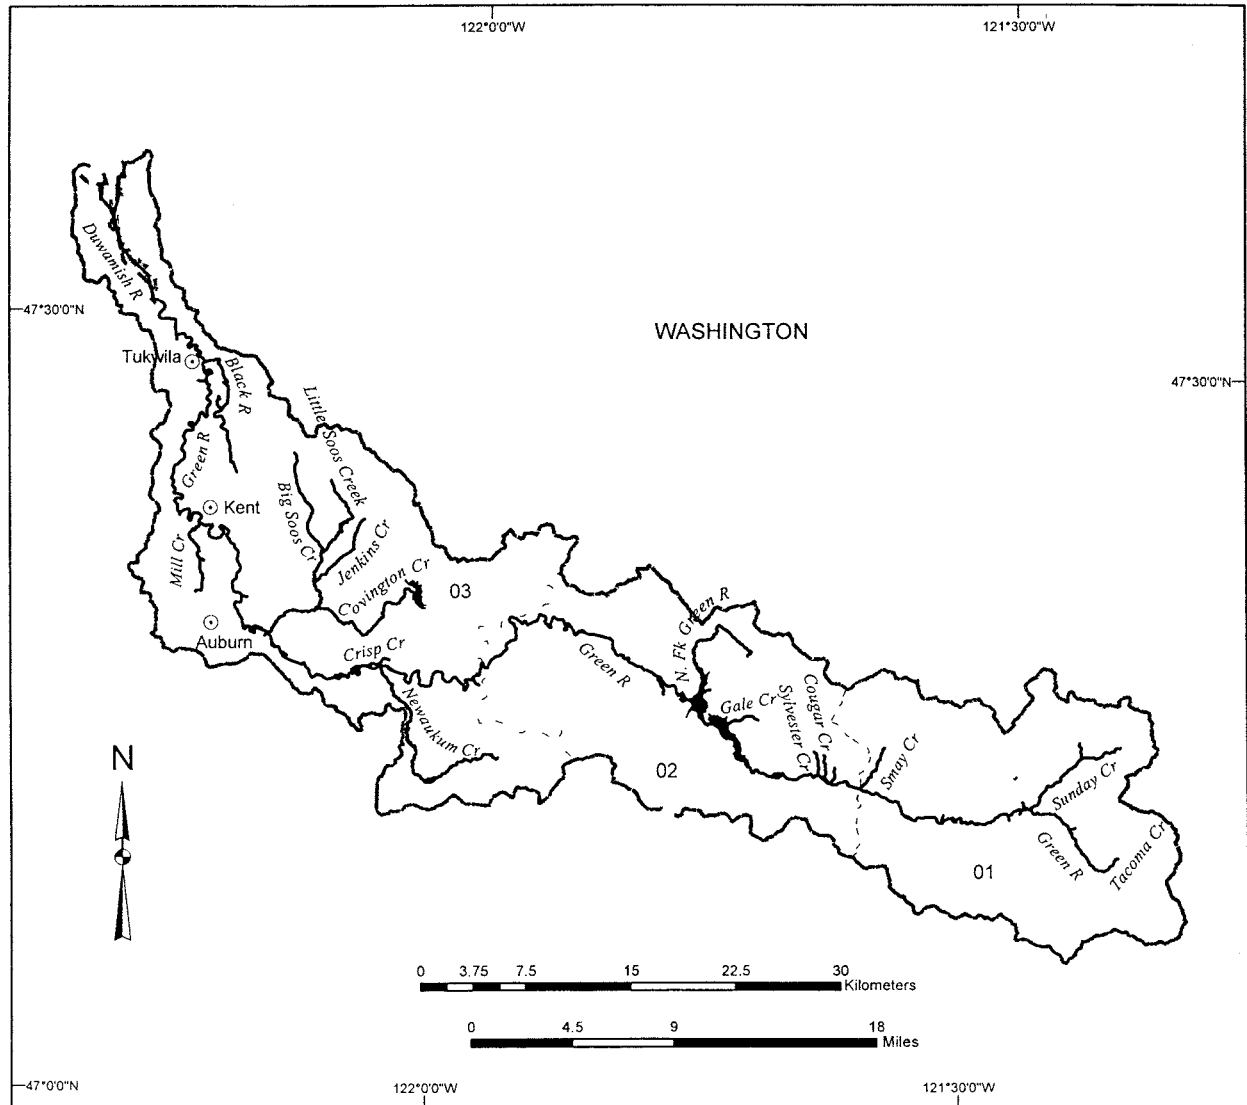 122°0'0"W
121°30'0"W
Duwamish R
47°30'0"N
WASHINGTON
Tukwila
Black R
47°30'0"N
Little Soos Creek
Green R
Big Soos Cr
Kent
Mill Cr
Jenkins Cr
Covington Cr
03
N. Fk Green R
Auburn
Crisp Cr
Green R
Newaukum Cr
Gale Cr
Sylvester Cr
Cougar Cr
Smay Cr
02
N
Sunday Cr
Green R
Tacoma Cr
01
0 3.75 7.5 15 22.5 30
Kilometers
0 4.5 9 18
Miles
47°0'0"N
122°0'0"W
121°30'0"W